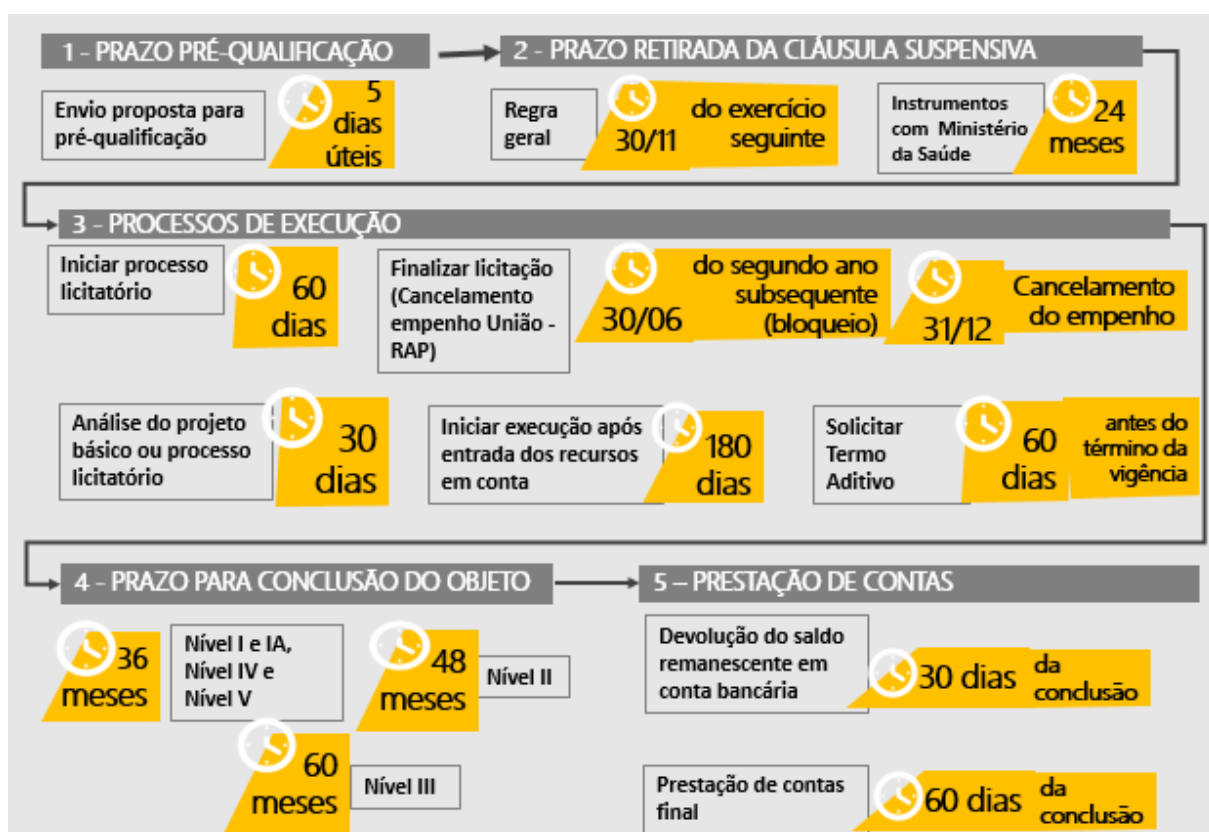 1 - PRAZO PRÉ-QUALIFICAÇÃO
Envio proposta para
pré-qualificação
5
dias
úteis
2 - PRAZO RETIRADA DA CLÁUSULA SUSPENSIVA
Regra
geral
30/11
do exercício
seguinte
Instrumentos
com Ministério
da Saúde
24
meses
3 - PROCESSOS DE EXECUÇÃO
Iniciar processo
licitatório
60
dias
Finalizar licitação
(Cancelamento
empenho União -
RAP)
30/06
do segundo ano
subsequente
(bloqueio)
31/12
Cancelamento
do empenho
Análise do projeto
básico ou processo
licitatório
30
dias
Iniciar execução após
entrada dos recursos
em conta
180
dias
Solicitar
Termo
Aditivo
60
dias
antes do
término da
vigência
4 - PRAZO PARA CONCLUSÃO DO OBJETO
36
meses
Nível I e IA,
Nível IV e
Nível V
48
meses
Nível II
60
meses
Nível III
5 – PRESTAÇÃO DE CONTAS
Devolução do saldo
remanescente em
conta bancária
30 dias
da
conclusão
Prestação de contas
final
60 dias
da
conclusão